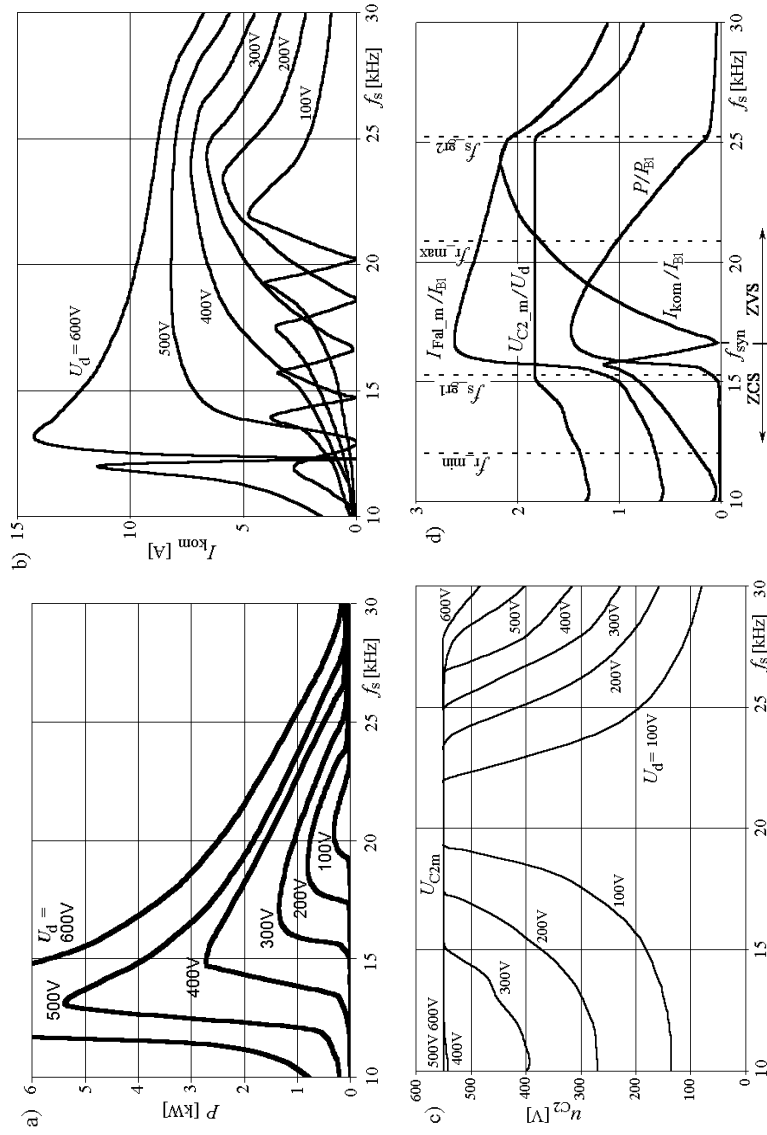 a)
P [kW]
6
4
2
0
10
15
20
25
30
f_s [kHz]
U_d =
600V
500V
400V
300V
200V
100V
b)
I_kom [A]
15
10
5
0
10
15
20
25
30
f_s [kHz]
U_d = 600V
500V
400V
300V
200V
100V
c)
u_C2 [V]
600
500
400
300
200
100
0
10
15
20
25
30
f_s [kHz]
500V 600V
400V
300V
200V
100V
U_C2m
U_d = 100V
200V
300V
400V
500V
600V
d)
3
2
1
0
10
15
20
25
30
f_s [kHz]
I_Fal_m /I_B1
U_C2_m/U_d
P/P_B1
I_kom/I_B1
f_r_min
f_s_gr1
f_syn
f_r_max
f_s_gr2
ZCS
ZVS